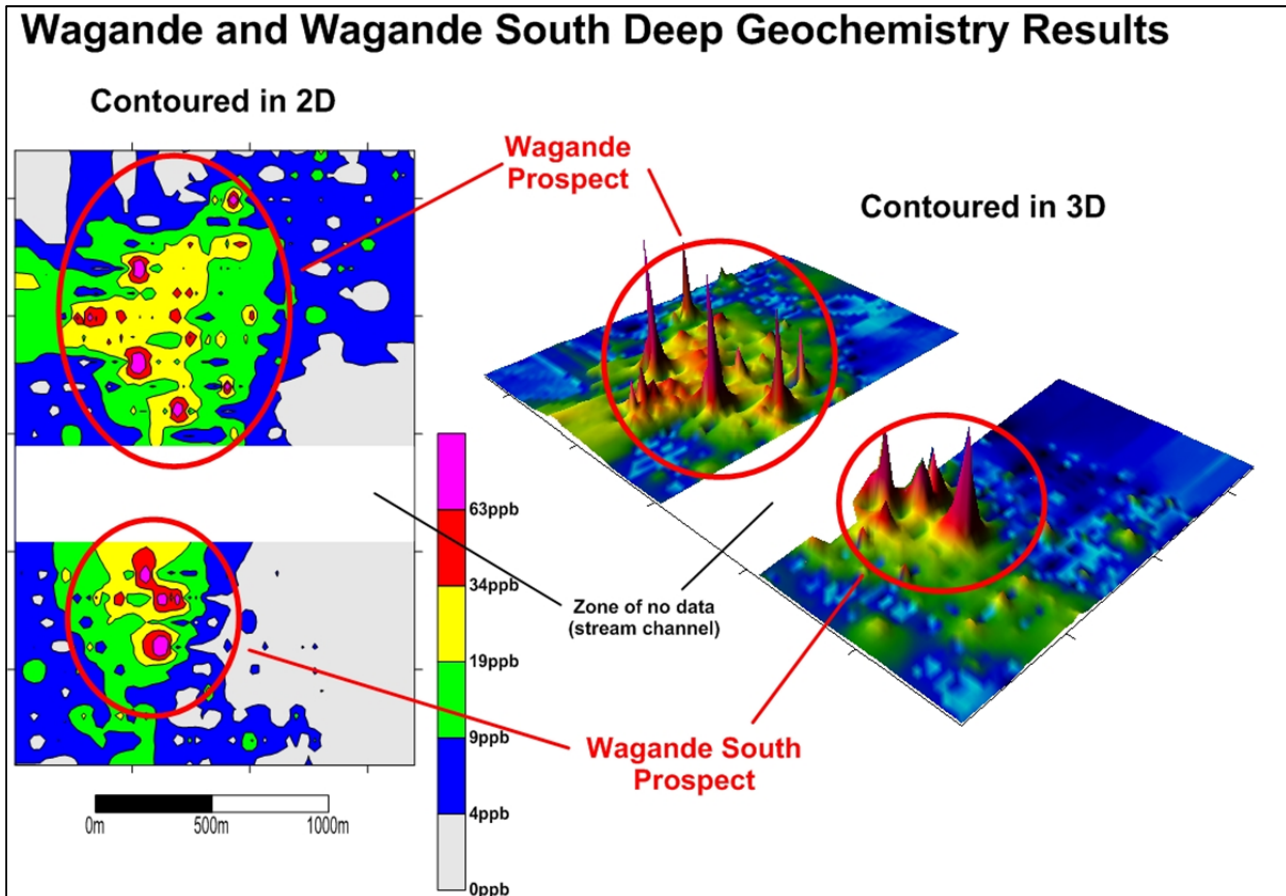 Wagande and Wagande South Deep Geochemistry Results
Contoured in 2D
Wagande
Prospect
Contoured in 3D
63ppb
34ppb
19ppb
9ppb
4ppb
0ppb
Zone of no data
(stream channel)
Wagande South
Prospect
0m
500m
1000m